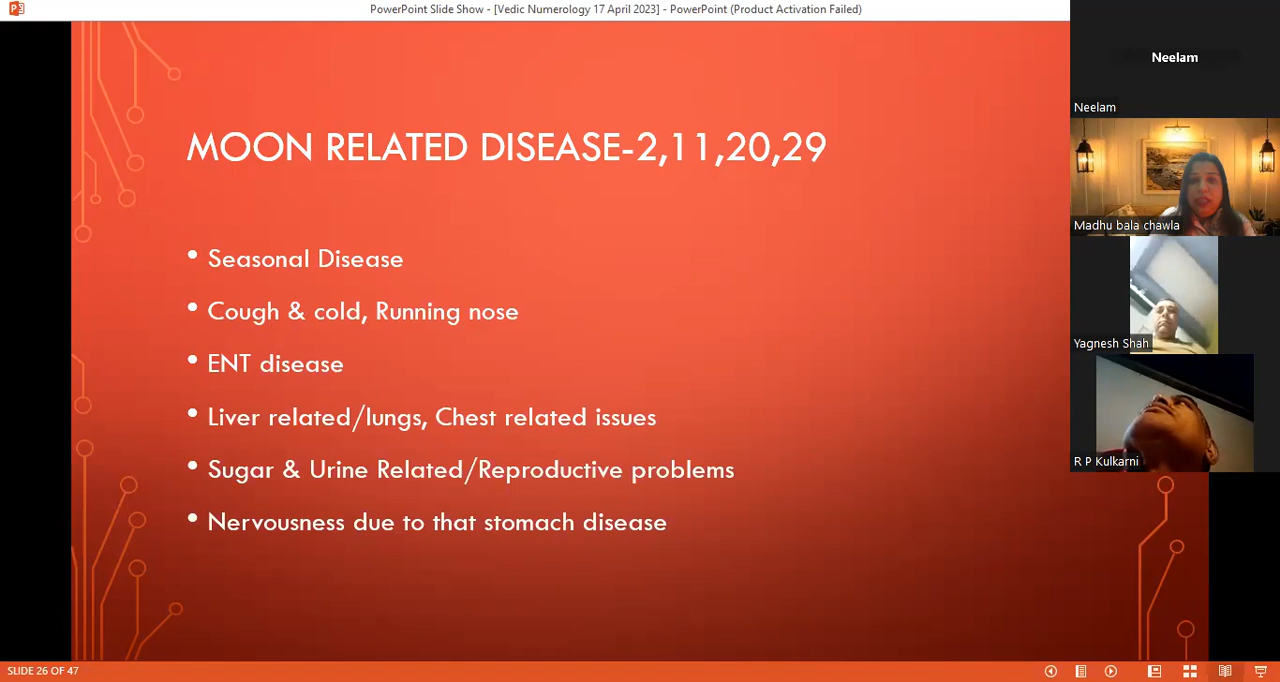 PowerPoint Slide Show - [Vedic Numerology 17 April 2023] - PowerPoint (Product Activation Failed)
MOON RELATED DISEASE-2,11,20,29
• Seasonal Disease
• Cough & cold, Running nose
• ENT disease
• Liver related/lungs, Chest related issues
• Sugar & Urine Related/Reproductive problems
• Nervousness due to that stomach disease
Neelam
Neelam
Madhu bala chawla
Yagnesh Shah
R P Kulkarni
SLIDE 26 OF 47